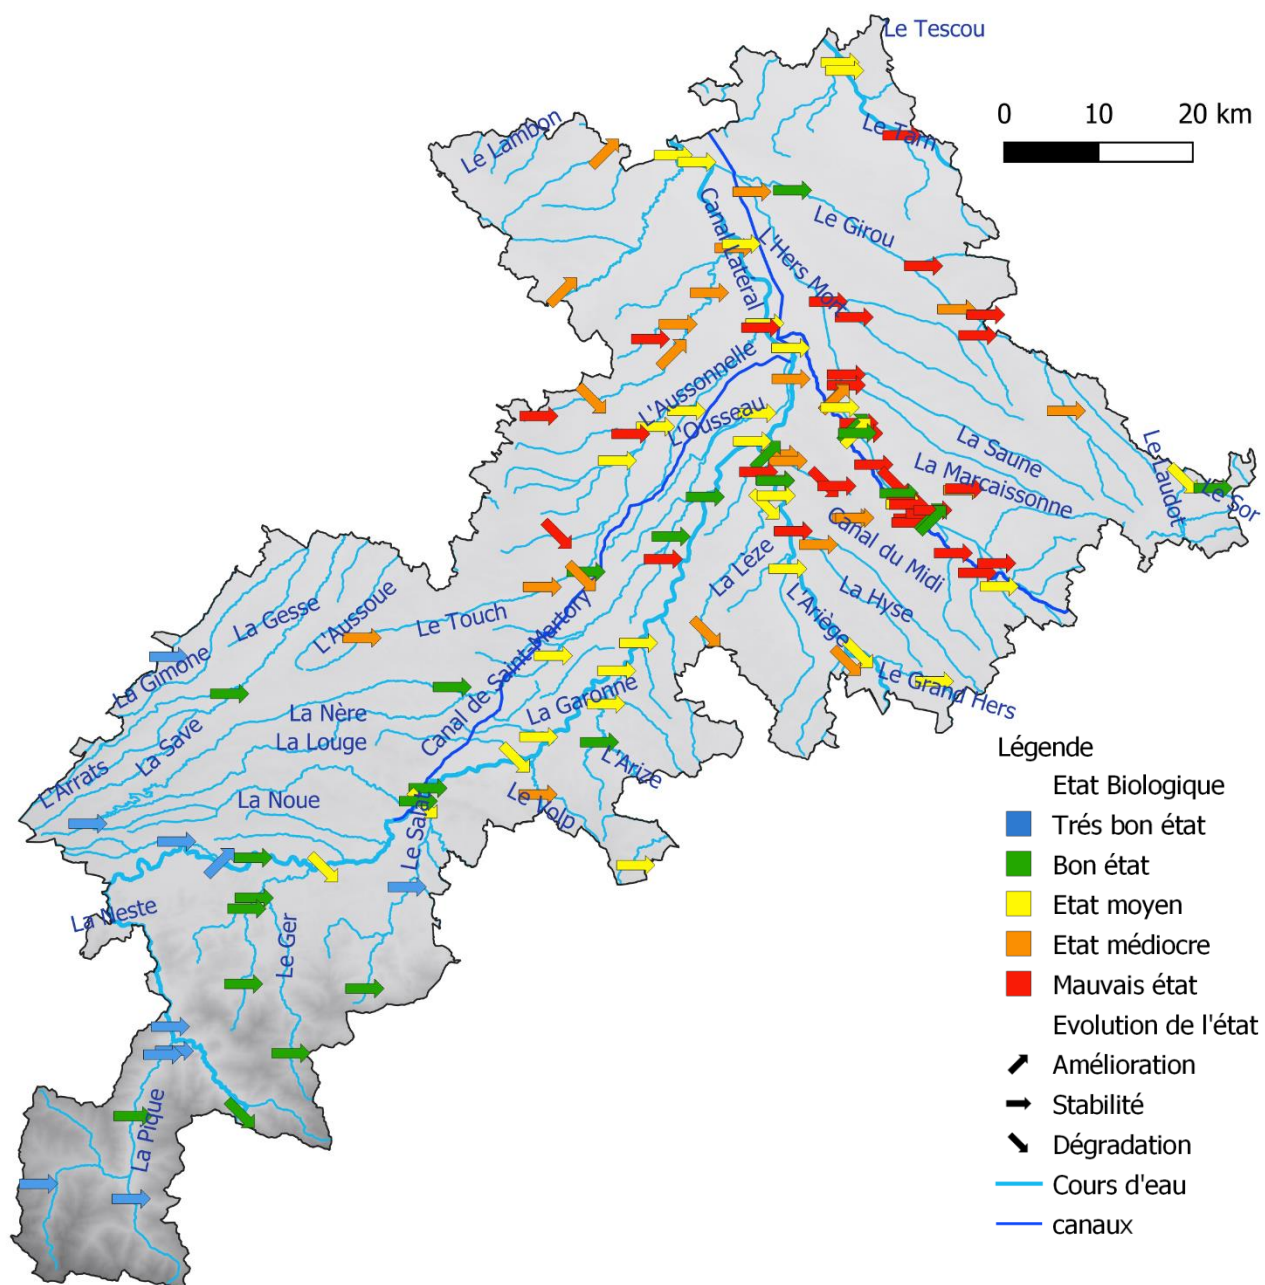 Le Tescou
0 10 20 km
Le Lambon
Le Tarn
Canal Latéral
Le Girou
L'Hers Mort
L'Aussonnelle
L'Ousseau
La Saune
La Marcaissonne
Le Laudot
Le Sor
Canal du Midi
La Lèze
La Hyse
L'Ariège
Le Grand Hers
La Gesse
L'Aussoue
Le Touch
La Gimone
Canal de Saint-Martory
La Garonne
La Nère
La Save
La Louge
L'Arize
L'Arrats
La Noue
Le Volp
Le Salat
La Neste
Le Ger
La Pique
Légende
Etat Biologique
Trés bon état
Bon état
Etat moyen
Etat médiocre
Mauvais état
Evolution de l'état
Amélioration
Stabilité
Dégradation
Cours d'eau
canaux